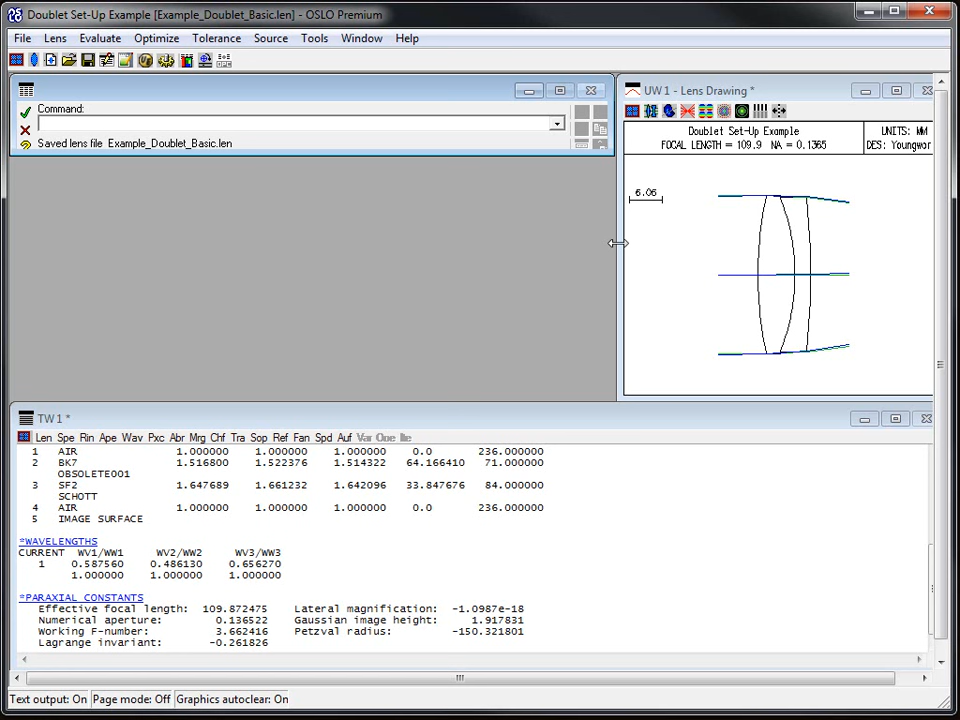 Doublet Set-Up Example [Example_Doublet_Basic.len] - OSLO Premium
File Lens Evaluate Optimize Tolerance Source Tools Window Help
Command:
Saved lens file Example_Doublet_Basic.len
UW 1 - Lens Drawing *
Doublet Set-Up Example
FOCAL LENGTH = 109.9 NA = 0.1365
UNITS: MM
DES: Youngwor
6.06
TW 1 *
Len Spe Rin Ape Wav Pxc Abr Mrg Chf Tra Sop Ref Fan Spd Auf Var Ope Ite
1 AIR 1.000000 1.000000 1.000000 0.0 236.000000
2 BK7 1.516800 1.522376 1.514322 64.166410 71.000000
OBSOLETE001
3 SF2 1.647689 1.661232 1.642096 33.847676 84.000000
SCHOTT
4 AIR 1.000000 1.000000 1.000000 0.0 236.000000
5 IMAGE SURFACE
*WAVELENGTHS
CURRENT WV1/WW1 WV2/WW2 WV3/WW3
1 0.587560 0.486130 0.656270
1.000000 1.000000 1.000000
*PARAXIAL CONSTANTS
Effective focal length: 109.872475 Lateral magnification: -1.0987e-18
Numerical aperture: 0.136522 Gaussian image height: 1.917831
Working F-number: 3.662416 Petzval radius: -150.321801
Lagrange invariant: -0.261826
Text output: On Page mode: Off Graphics autoclear: On